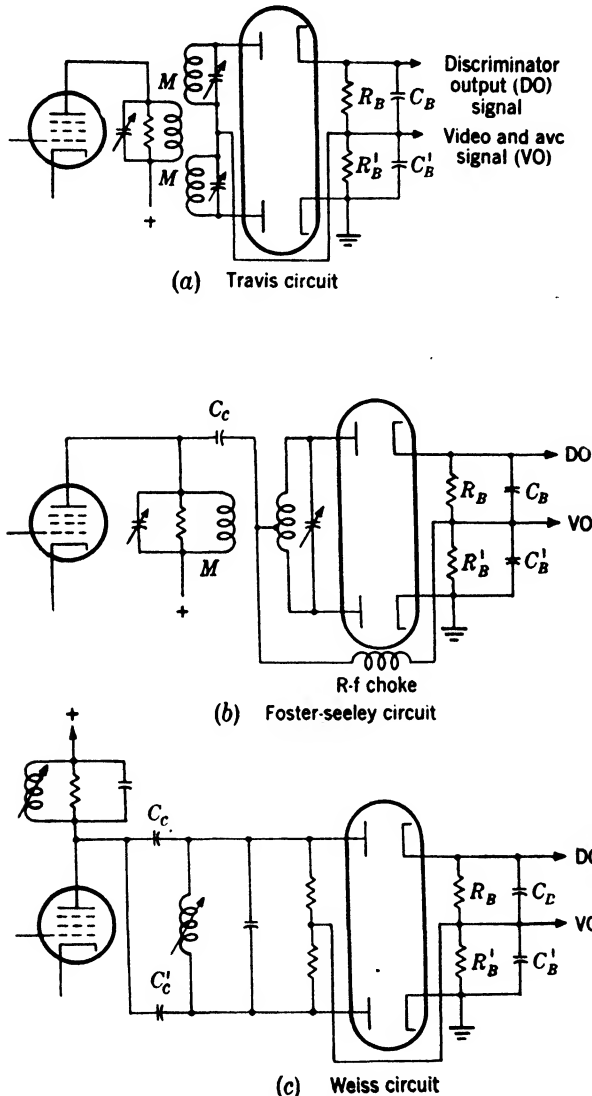 M
M
+
R_B
C_B
R'_B
C'_B
Discriminator
output (DO)
signal
Video and avc
signal (VO)
(a) Travis circuit
C_c
M
+
R_B
C_B
R'_B
C'_B
DO
VO
R-f choke
(b) Foster-seeley circuit
+
C_c
C'_c
R_B
R'_B
C'_B
DO
VO
(c) Weiss circuit